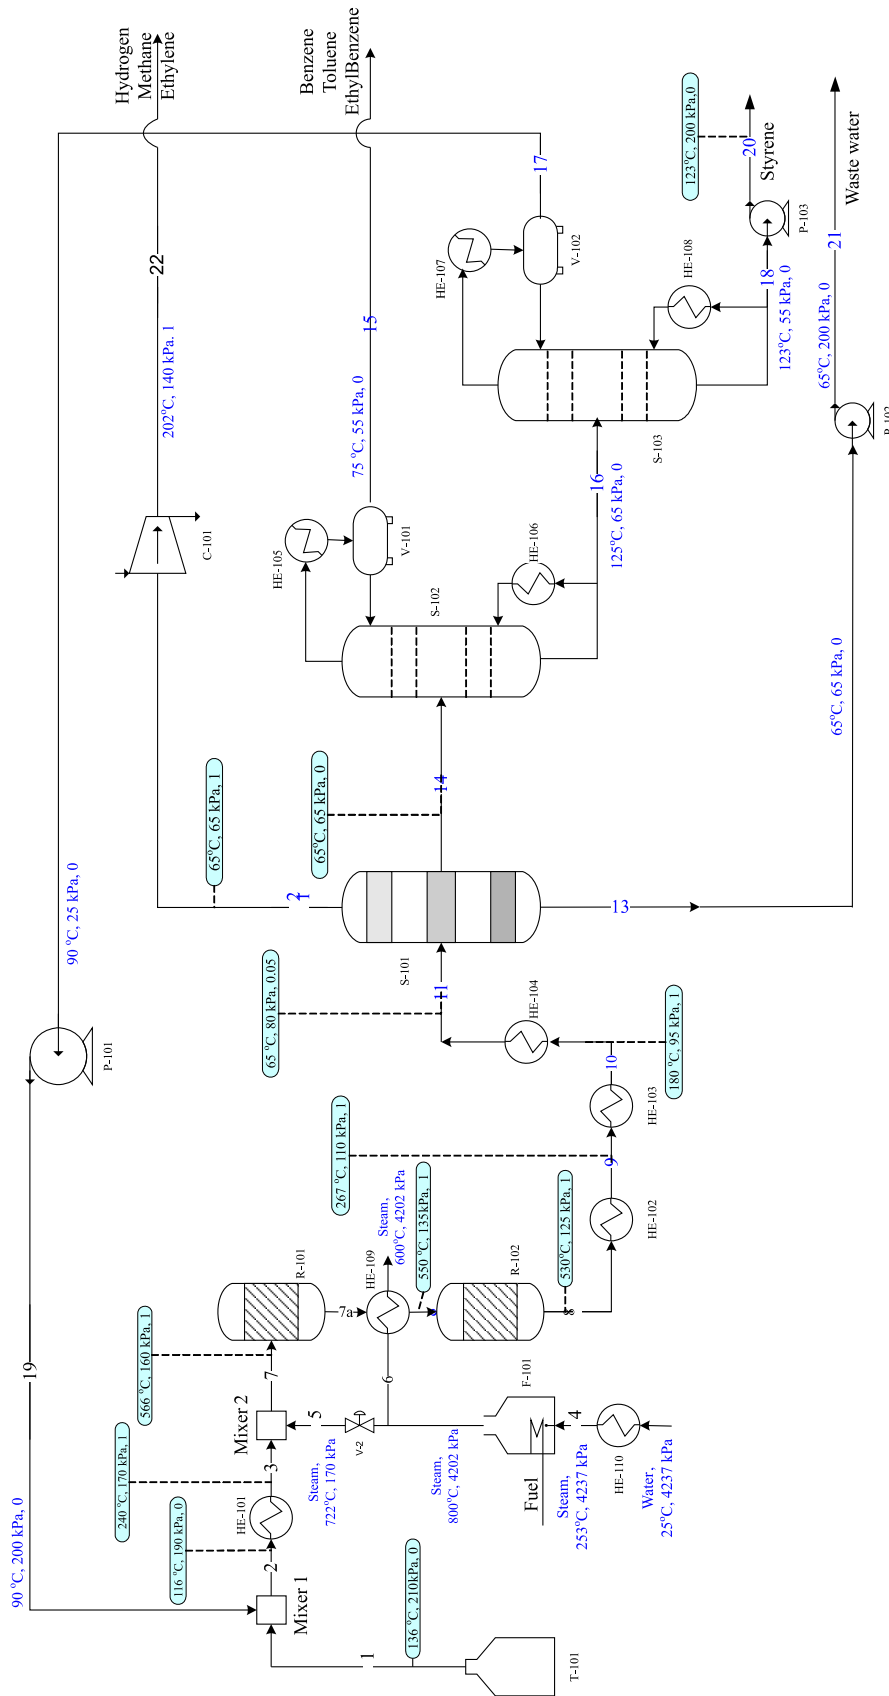 Hydrogen
Methane
Ethylene
Benzene
Toluene
EthylBenzene
123°C, 200 kPa,0
20
Styrene
Waste water
17
22
P-103
21
HE-107
V-102
HE-108
18
123°C, 55 kPa, 0
65°C, 200 kPa, 0
15
202°C, 140 kPa. 1
75 °C, 55 kPa, 0
S-103
P-102
16
125°C, 65 kPa, 0
C-101
HE-105
V-101
HE-106
S-102
65°C, 65 kPa, 0
65°C, 65 kPa, 1
65°C, 65 kPa, 0
14
90 °C, 25 kPa, 0
21
13
S-101
65 °C, 80 kPa, 0.05
11
HE-104
P-101
180 °C, 95 kPa, 1
10
HE-103
267 °C, 110 kPa, 1
9
HE-102
Steam,
600°C, 4202 kPa
550 °C, 135kPa, 1
530°C, 125 kPa, 1
R-101
HE-109
R-102
7a
8
566 °C, 160 kPa, 1
19
7
6
F-101
Mixer 2
5
V-2
4
Steam,
722°C, 170 kPa
Steam,
800°C, 4202 kPa
Fuel
Steam,
253°C, 4237 kPa
HE-110
Water,
25°C, 4237 kPa
240 °C, 170 kPa, 1
3
HE-101
116 °C, 190 kPa, 0
2
90 °C, 200 kPa, 0
Mixer 1
136 °C, 210kPa, 0
1
T-101